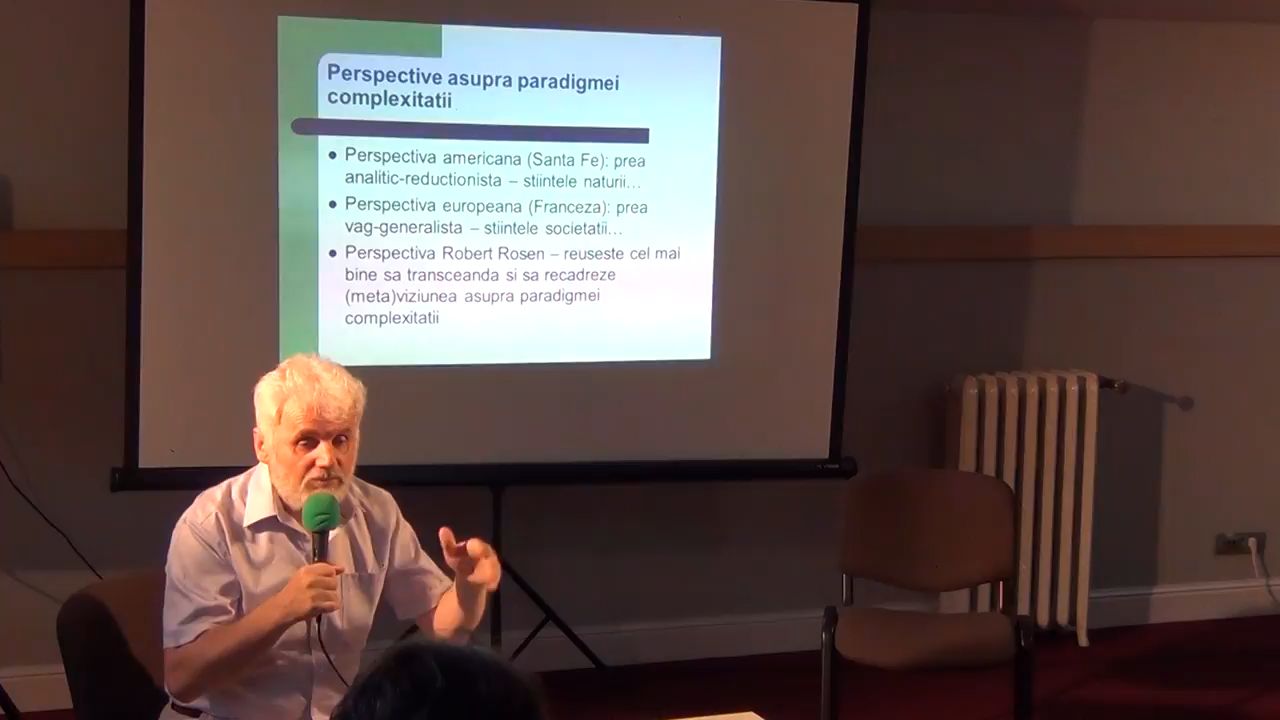 Perspective asupra paradigmei
complexitatii
Perspectiva americana (Santa Fe): prea
analitic-reductionista – stiintele naturii…
Perspectiva europeana (Franceza): prea
vag-generalista – stiintele societatii…
Perspectiva Robert Rosen – reuseste cel mai
bine sa transceanda si sa recadreze
(meta)viziunea asupra paradigmei
complexitatii